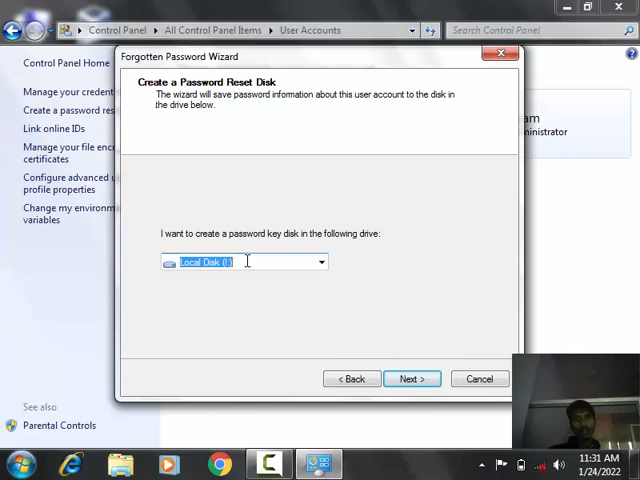 Control Panel ▸ All Control Panel Items ▸ User Accounts
Search Control Panel
Control Panel Home
Manage your credent
Create a password res
Link online IDs
Manage your file encr
certificates
Configure advanced u
profile properties
Change my environm
variables
See also
Parental Controls
Forgotten Password Wizard
Create a Password Reset Disk
The wizard will save password information about this user account to the disk in
the drive below.
I want to create a password key disk in the following drive:
Local Disk (I:)
< Back
Next >
Cancel
am
ministrator
11:31 AM
1/24/2022